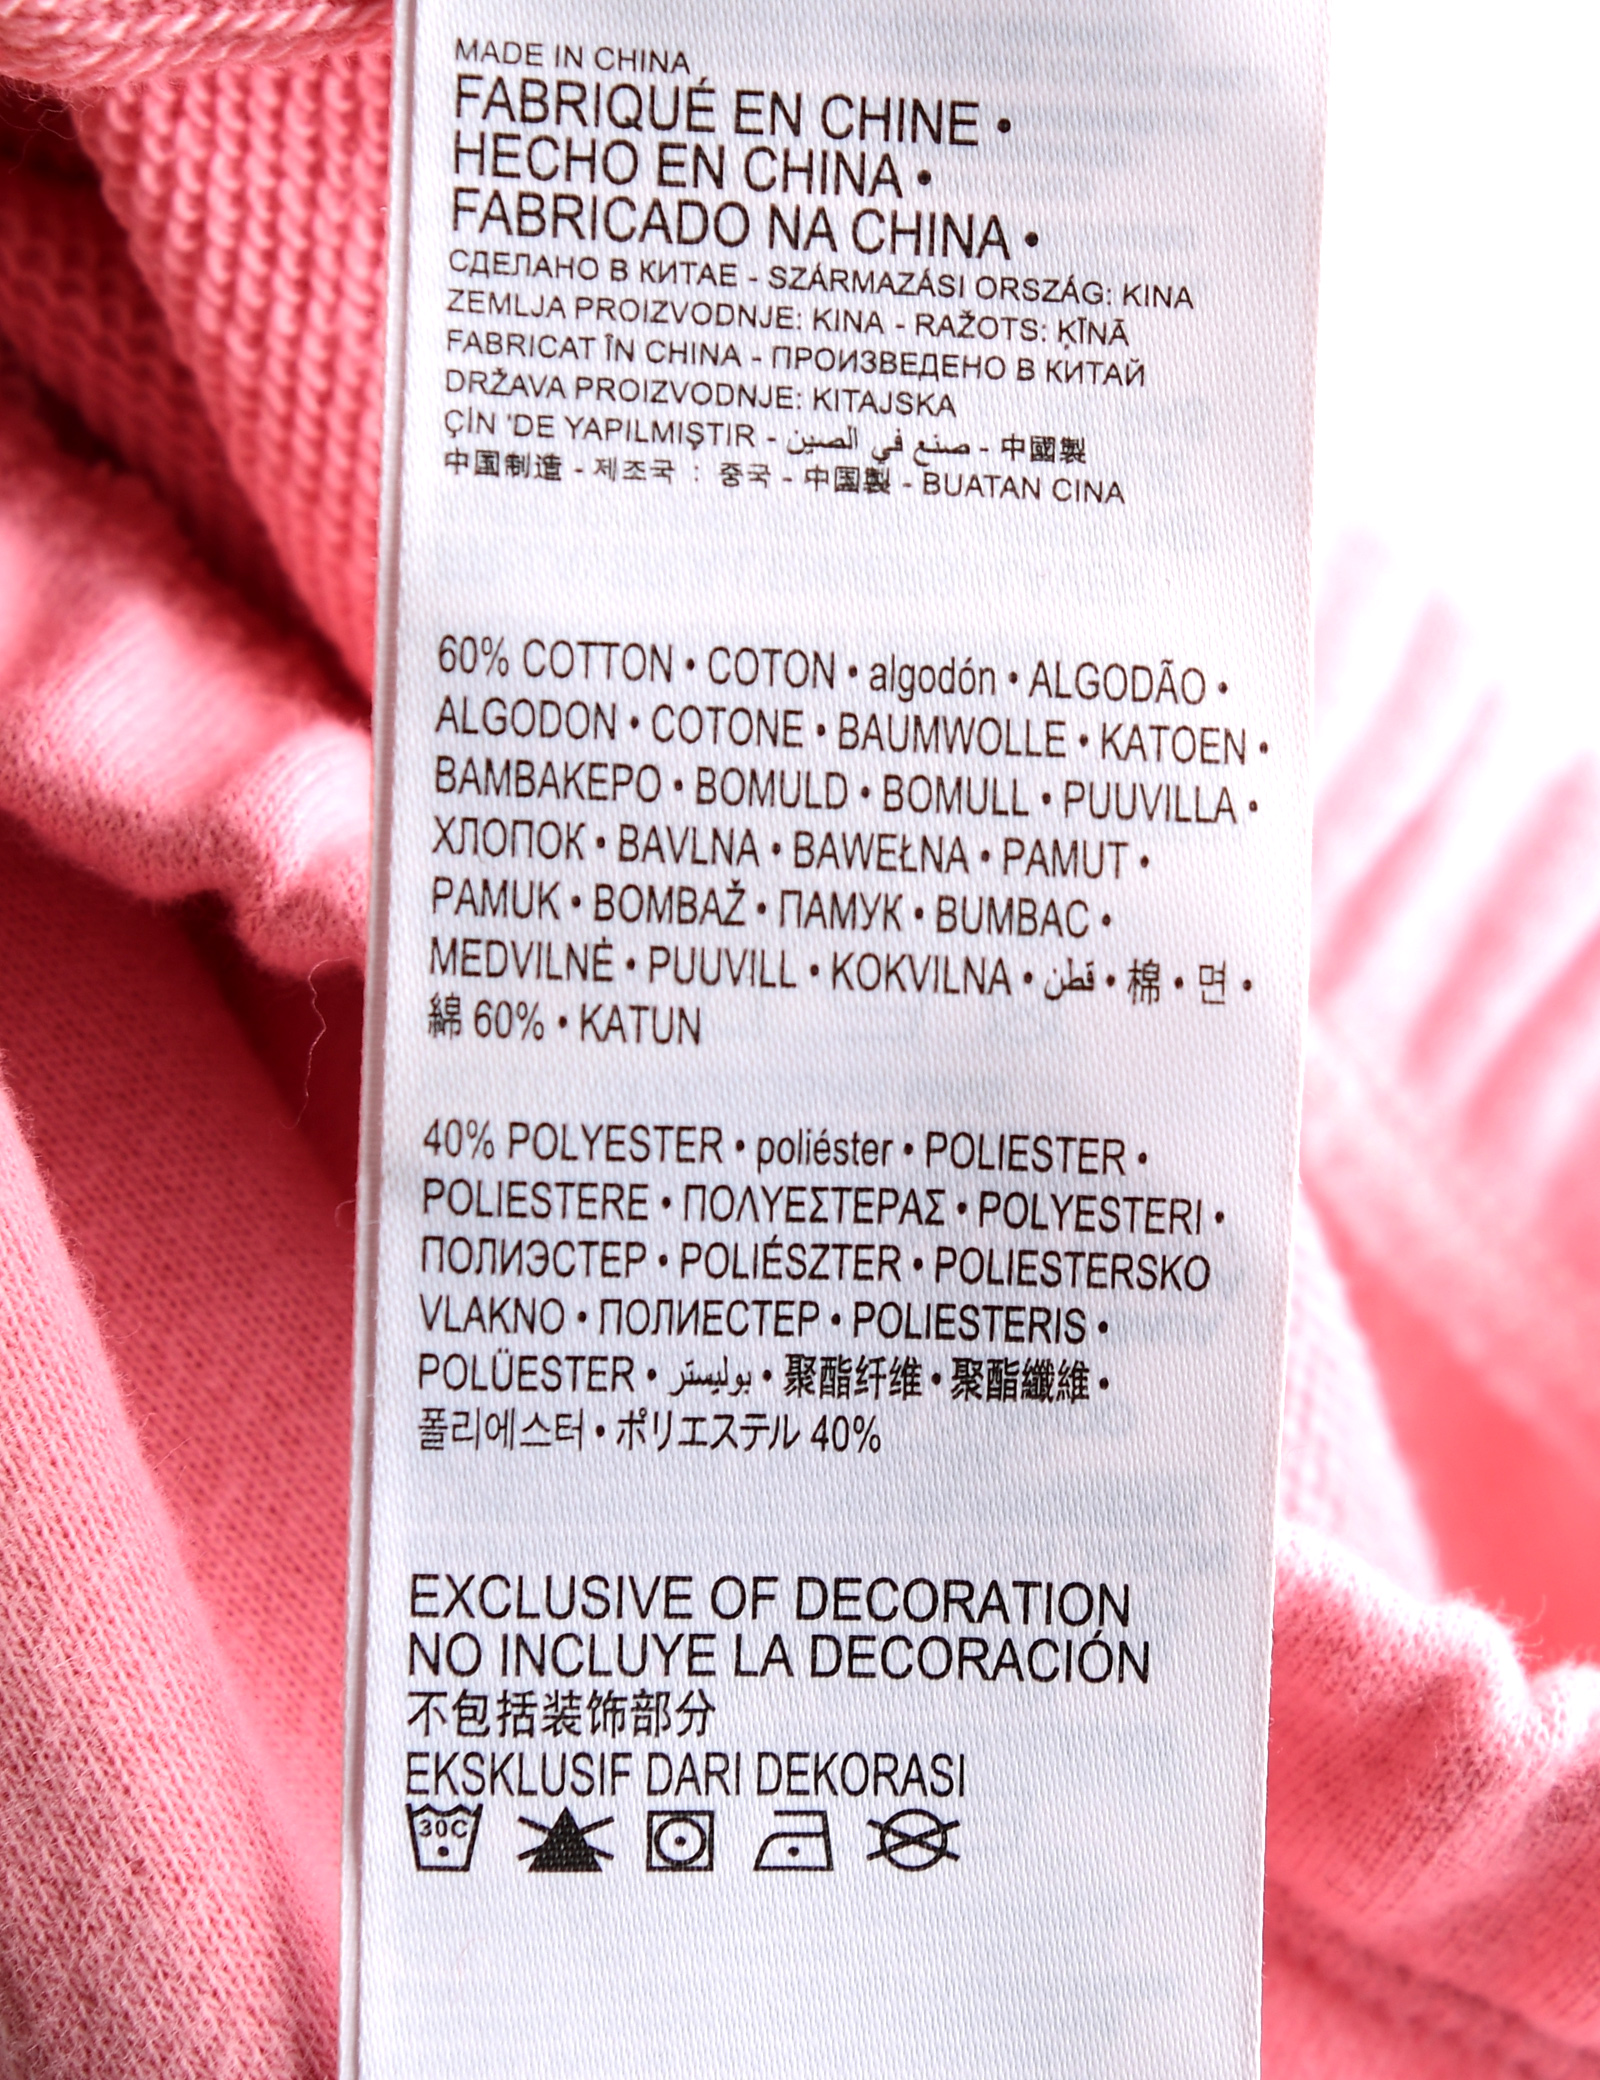 MADE IN CHINA
FABRIQUÉ EN CHINE •
HECHO EN CHINA •
FABRICADO NA CHINA •
СДЕЛАНО В КИТАЕ - SZÁRMAZÁSI ORSZÁG: KINA
ZEMLJA PROIZVODNJE: KINA - RAŽOTS: ĶĪNĀ
FABRICAT ÎN CHINA - ПРОИЗВЕДЕНО В КИТАЙ
DRŽAVA PROIZVODNJE: KITAJSKA
ÇİN 'DE YAPILMIŞTIR - صنع في الصين - 中國製
中国制造 - 제조국 : 중국 - 中国製 - BUATAN CINA
60% COTTON • COTON • algodón • ALGODÃO •
ALGODON • COTONE • BAUMWOLLE • KATOEN •
BAMBAKEPO • BOMULD • BOMULL • PUUVILLA •
ХЛОПОК • BAVLNA • BAWEŁNA • PAMUT •
PAMUK • BOMBAŽ • ПАМУК • BUMBAC •
MEDVILNĖ • PUUVILL • KOKVILNA • قطن • 棉 • 면 •
綿 60% • KATUN
40% POLYESTER • poliéster • POLIESTER •
POLIESTERE • ΠΟΛΥΕΣΤΕΡΑΣ • POLYESTERI •
ПОЛИЭСТЕР • POLIÉSZTER • POLIESTERSKO
VLAKNO • ПОЛИЕСТЕР • POLIESTERIS •
POLÜESTER • بوليستر • 聚酯纤维 • 聚酯纖維 •
폴리에스터 • ポリエステル 40%
EXCLUSIVE OF DECORATION
NO INCLUYE LA DECORACIÓN
不包括装饰部分
EKSKLUSIF DARI DEKORASI
30C